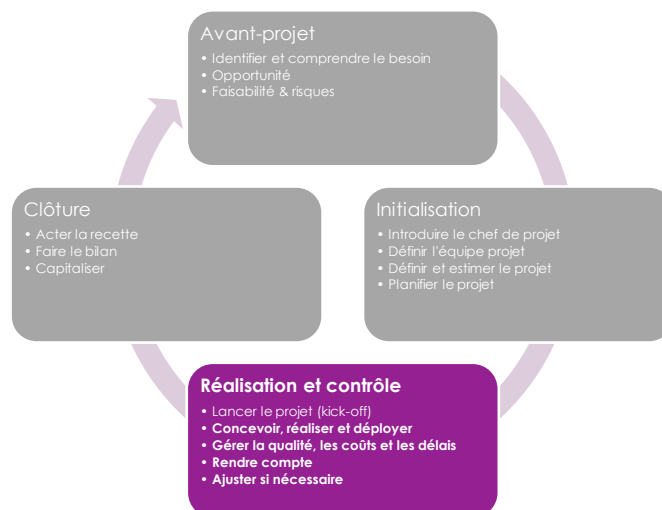 Avant-projet
• Identifier et comprendre le besoin
• Opportunité
• Faisabilité & risques
Clôture
• Acter la recette
• Faire le bilan
• Capitaliser
Initialisation
• Introduire le chef de projet
• Définir l'équipe projet
• Définir et estimer le projet
• Planifier le projet
Réalisation et contrôle
• Lancer le projet (kick-off)
• Concevoir, réaliser et déployer
• Gérer la qualité, les coûts et les délais
• Rendre compte
• Ajuster si nécessaire